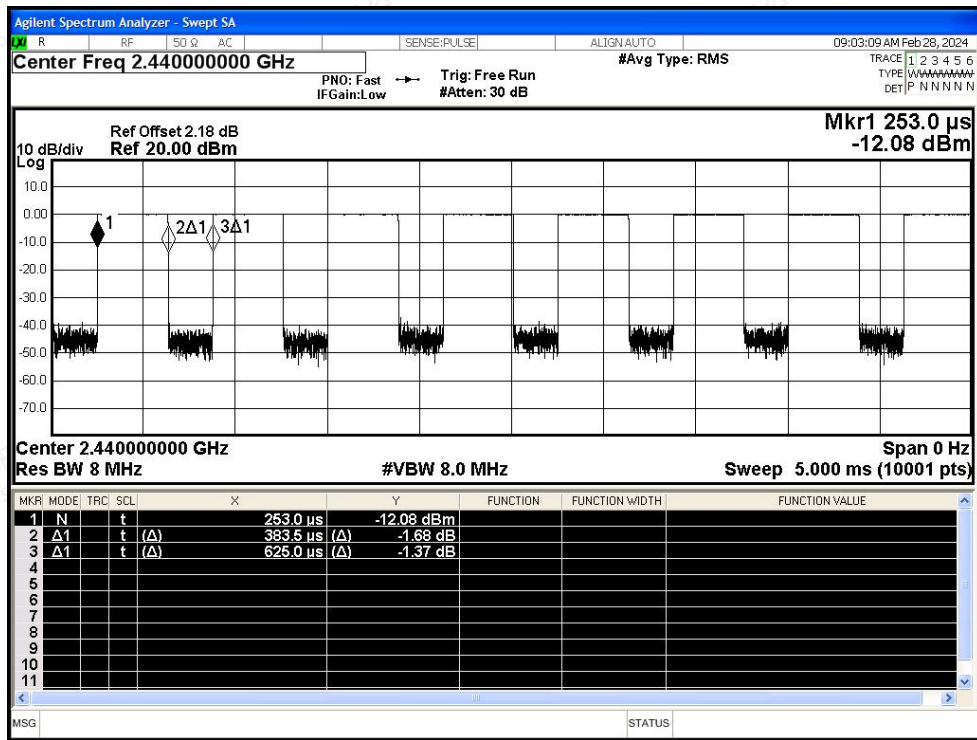 Agilent Spectrum Analyzer - Swept SA
LXI R RF 50 Ω AC SENSE:PULSE ALIGN AUTO 09:03:09 AM Feb 28, 2024
Center Freq 2.440000000 GHz #Avg Type: RMS TRACE 1 2 3 4 5 6
PNO: Fast Trig: Free Run TYPE WWWWWW
IFGain:Low #Atten: 30 dB DET P N N N N N
Mkr1 253.0 µs
Ref Offset 2.18 dB
10 dB/div Ref 20.00 dBm -12.08 dBm
Log
10.0
0.00
1 2Δ1 3Δ1
-10.0
-20.0
-30.0
-40.0
-50.0
-60.0
-70.0
Center 2.440000000 GHz Span 0 Hz
Res BW 8 MHz #VBW 8.0 MHz Sweep 5.000 ms (10001 pts)
MKR MODE TRC SCL X Y FUNCTION FUNCTION WIDTH FUNCTION VALUE
1 N t 253.0 µs -12.08 dBm
2 Δ1 t (Δ) 383.5 µs (Δ) -1.68 dB
3 Δ1 t (Δ) 625.0 µs (Δ) -1.37 dB
4
5
6
7
8
9
10
11
MSG STATUS